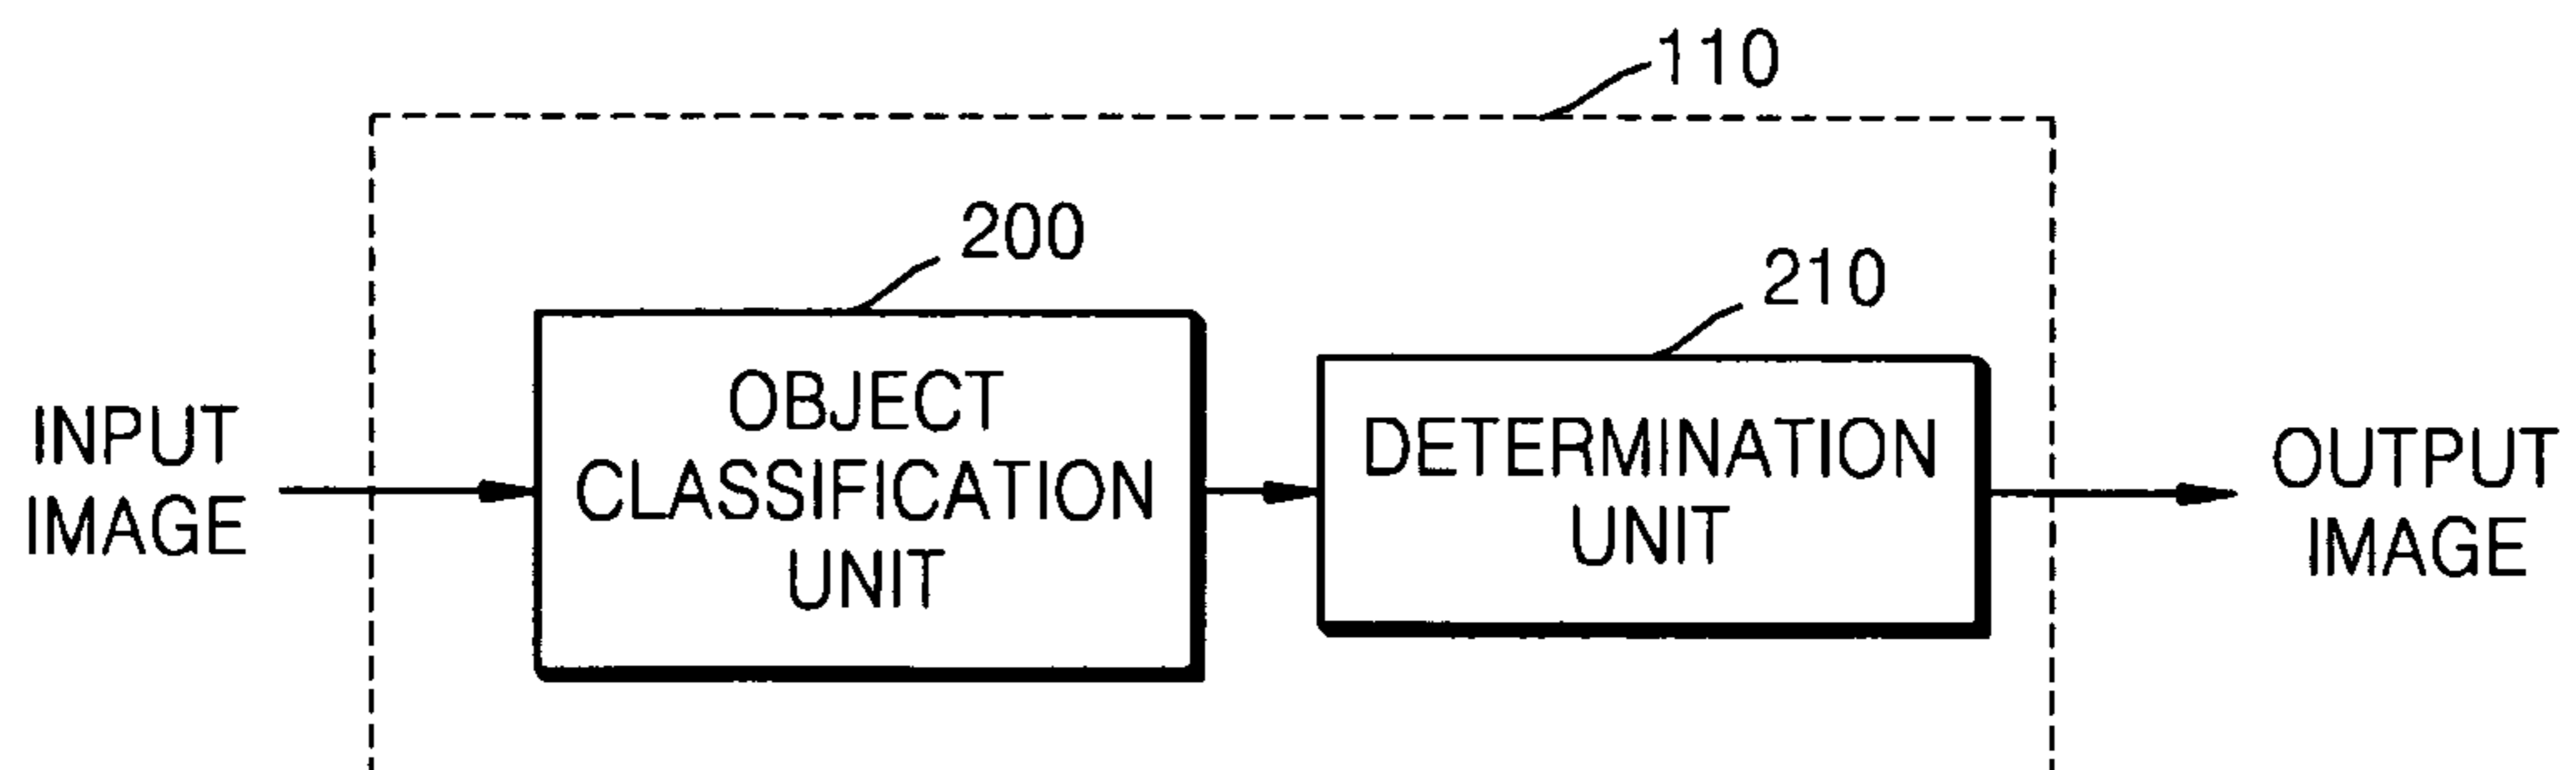 110
200
210
INPUT
IMAGE
OBJECT
CLASSIFICATION
UNIT
DETERMINATION
UNIT
OUTPUT
IMAGE